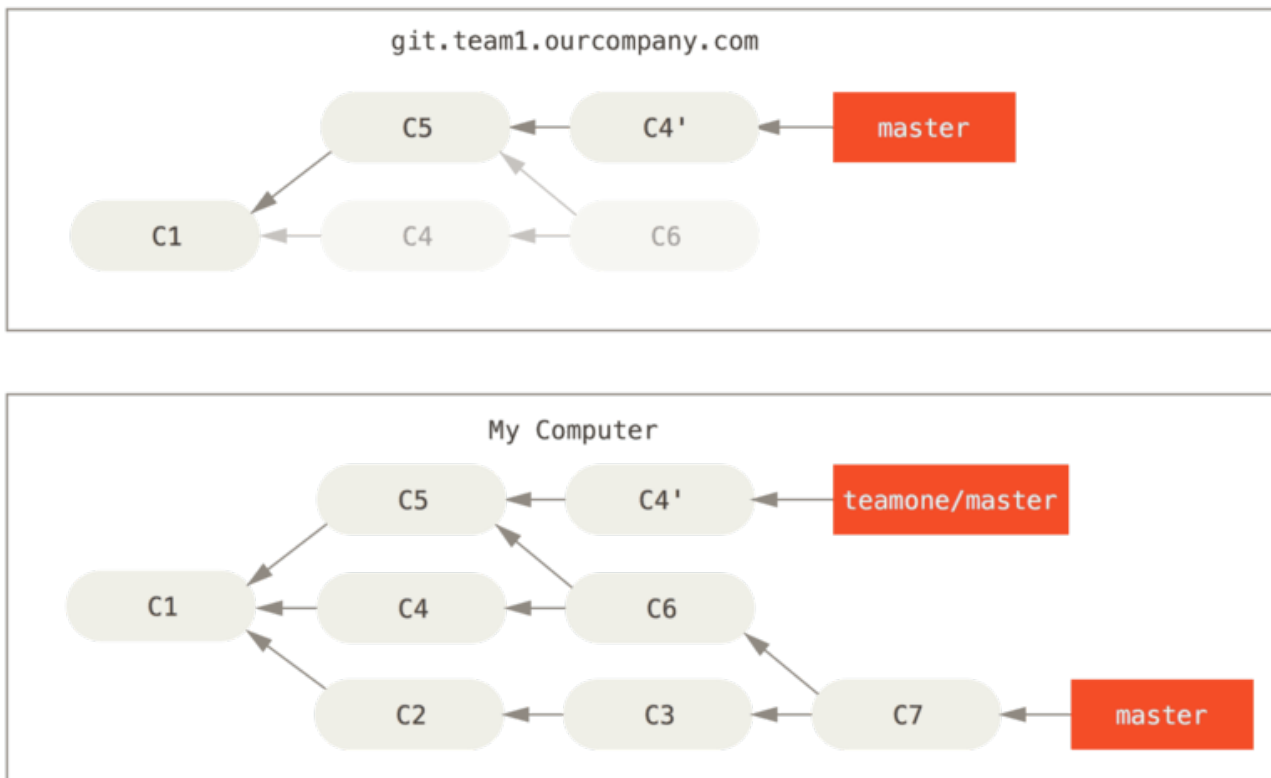 git.team1.ourcompany.com
C5 C4' master
C1 C4 C6
My Computer
C5 C4' teamone/master
C1 C4 C6
C2 C3 C7 master